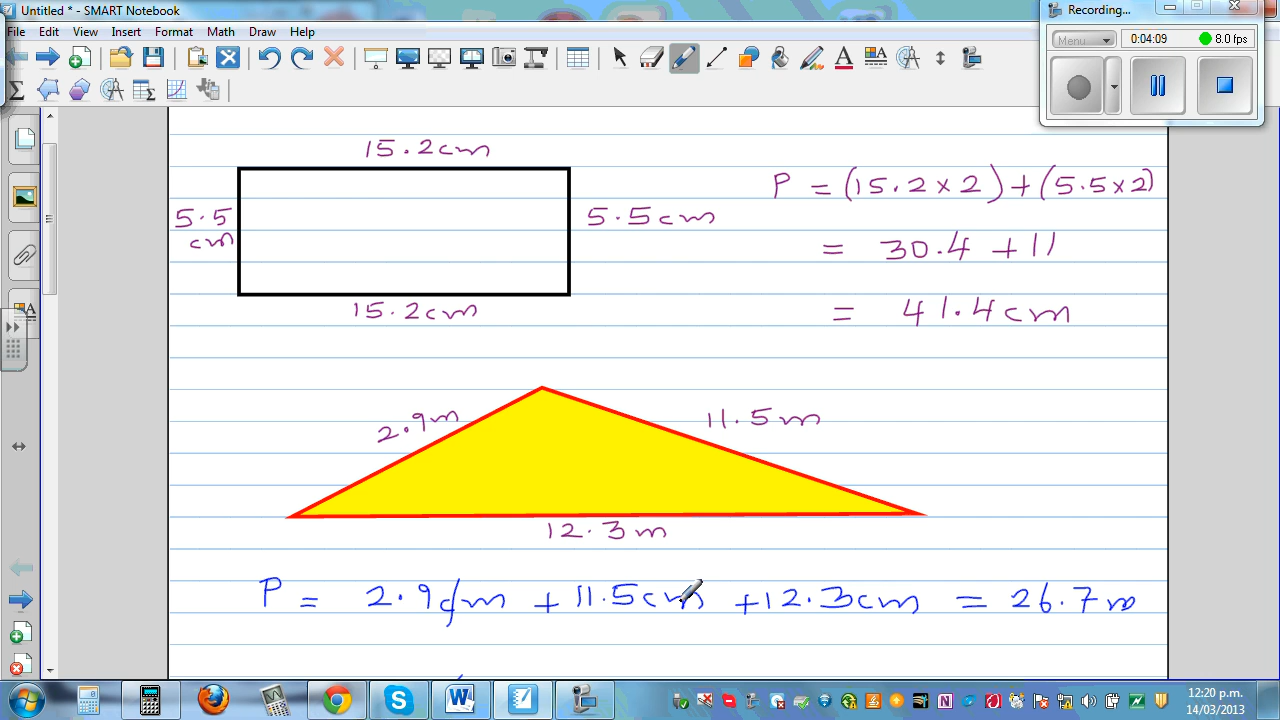 Untitled * - SMART Notebook
Recording...
File Edit View Insert Format Math Draw Help
Menu 0:04:09 8.0 fps
15.2cm
P = (15.2 × 2) + (5.5 × 2)
5.5 cm
5.5cm
= 30.4 + 11
15.2cm
= 41.4cm
2.9m
11.5m
12.3m
P = 2.9cm + 11.5cm + 12.3cm = 26.7m
12:20 p.m.
14/03/2013